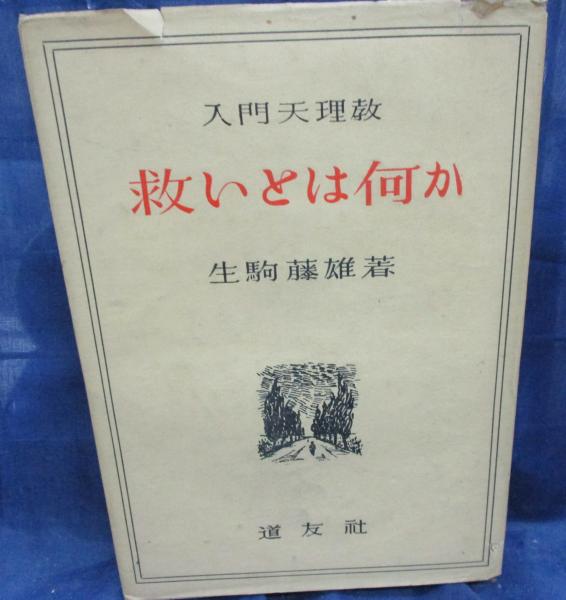 入門天理教
救いとは何か
生駒藤雄著
道友社